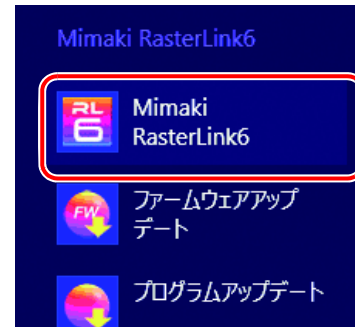 Mimaki RasterLink6
RL
6
Mimaki
RasterLink6
FW
ファームウェアアップ
デート
プログラムアップデート